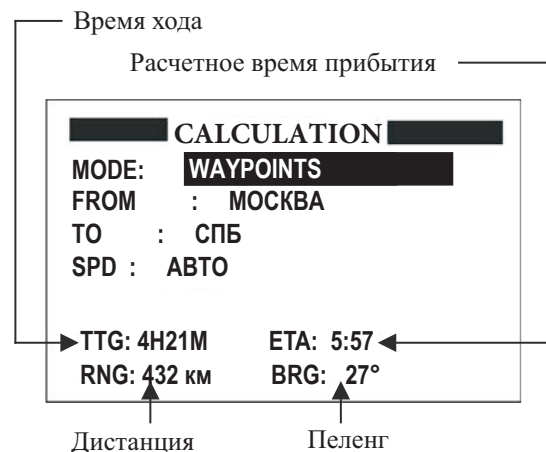 Время хода
Расчетное время прибытия
CALCULATION
MODE: WAYPOINTS
FROM : МОСКВА
TO : СПБ
SPD : АВТО
TTG: 4H21M ETA: 5:57
RNG: 432 км BRG: 27°
Дистанция Пеленг